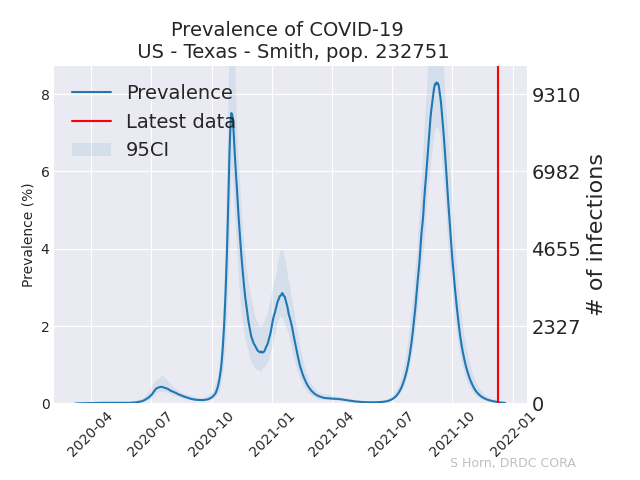 Prevalence of COVID-19
US - Texas - Smith, pop. 232751
Prevalence
Latest data
95CI
8
6
4
2
0
Prevalence (%)
9310
6982
4655
2327
0
# of infections
2020-04
2020-07
2020-10
2021-01
2021-04
2021-07
2021-10
2022-01
S Horn, DRDC CORA